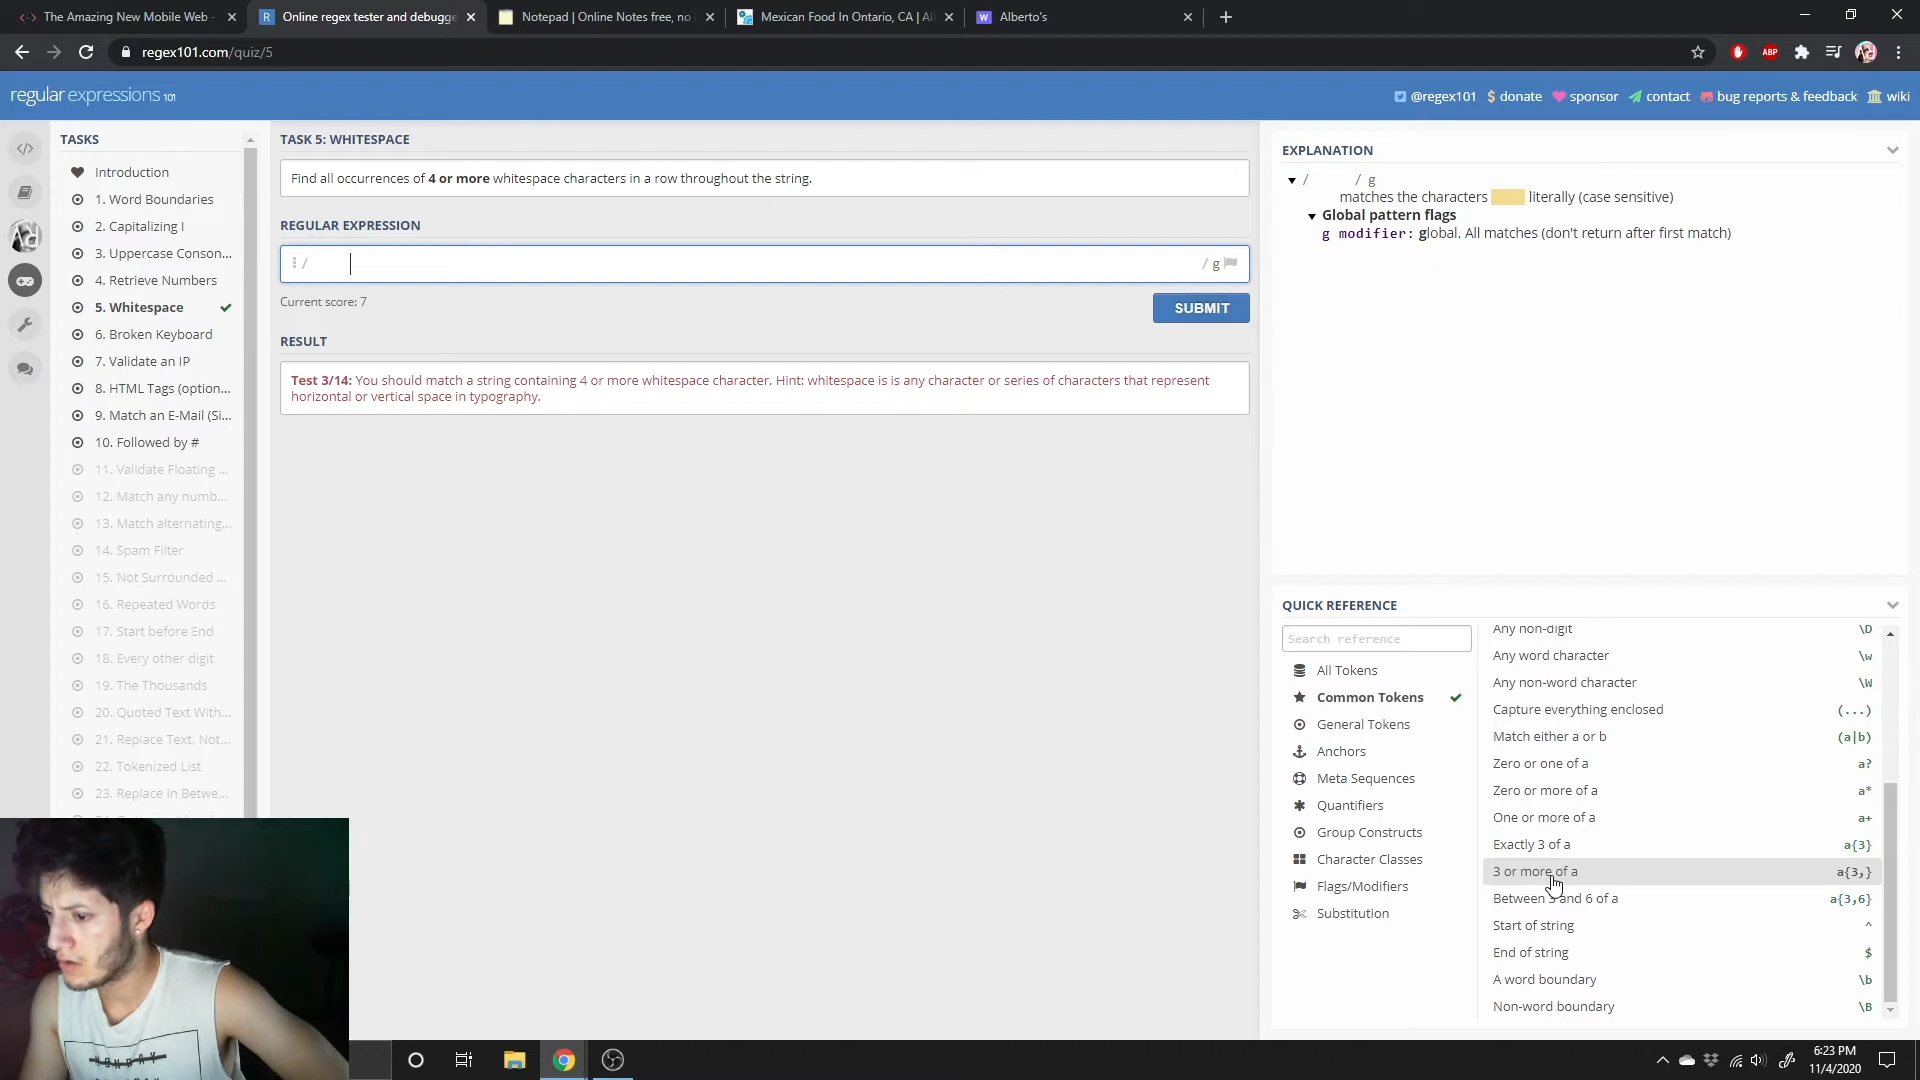 The Amazing New Mobile Web -
Online regex tester and debugge
Notepad | Online Notes free, no
Mexican Food In Ontario, CA | Al
Alberto's
regex101.com/quiz/5
ABP
regular expressions 101
@regex101
donate
sponsor
contact
bug reports & feedback
wiki
TASKS
Introduction
1. Word Boundaries
2. Capitalizing I
3. Uppercase Conson...
4. Retrieve Numbers
5. Whitespace
6. Broken Keyboard
7. Validate an IP
8. HTML Tags (option...
9. Match an E-Mail (Si...
10. Followed by #
11. Validate Floating ...
12. Match any numb...
13. Match alternating...
14. Spam Filter
15. Not Surrounded ...
16. Repeated Words
17. Start before End
18. Every other digit
19. The Thousands
20. Quoted Text With...
21. Replace Text, Not...
22. Tokenized List
23. Replace In Betwe...
TASK 5: WHITESPACE
Find all occurrences of 4 or more whitespace characters in a row throughout the string.
REGULAR EXPRESSION
/ / g
Current score: 7
SUBMIT
RESULT
Test 3/14: You should match a string containing 4 or more whitespace character. Hint: whitespace is is any character or series of characters that represent
horizontal or vertical space in typography.
EXPLANATION
/ / g
matches the characters literally (case sensitive)
Global pattern flags
g modifier: global. All matches (don't return after first match)
QUICK REFERENCE
Search reference
All Tokens
Common Tokens
General Tokens
Anchors
Meta Sequences
Quantifiers
Group Constructs
Character Classes
Flags/Modifiers
Substitution
Any non-digit \D
Any word character \w
Any non-word character \W
Capture everything enclosed (...)
Match either a or b (a|b)
Zero or one of a a?
Zero or more of a a*
One or more of a a+
Exactly 3 of a a{3}
3 or more of a a{3,}
Between 3 and 6 of a a{3,6}
Start of string ^
End of string $
A word boundary \b
Non-word boundary \B
6:23 PM
11/4/2020